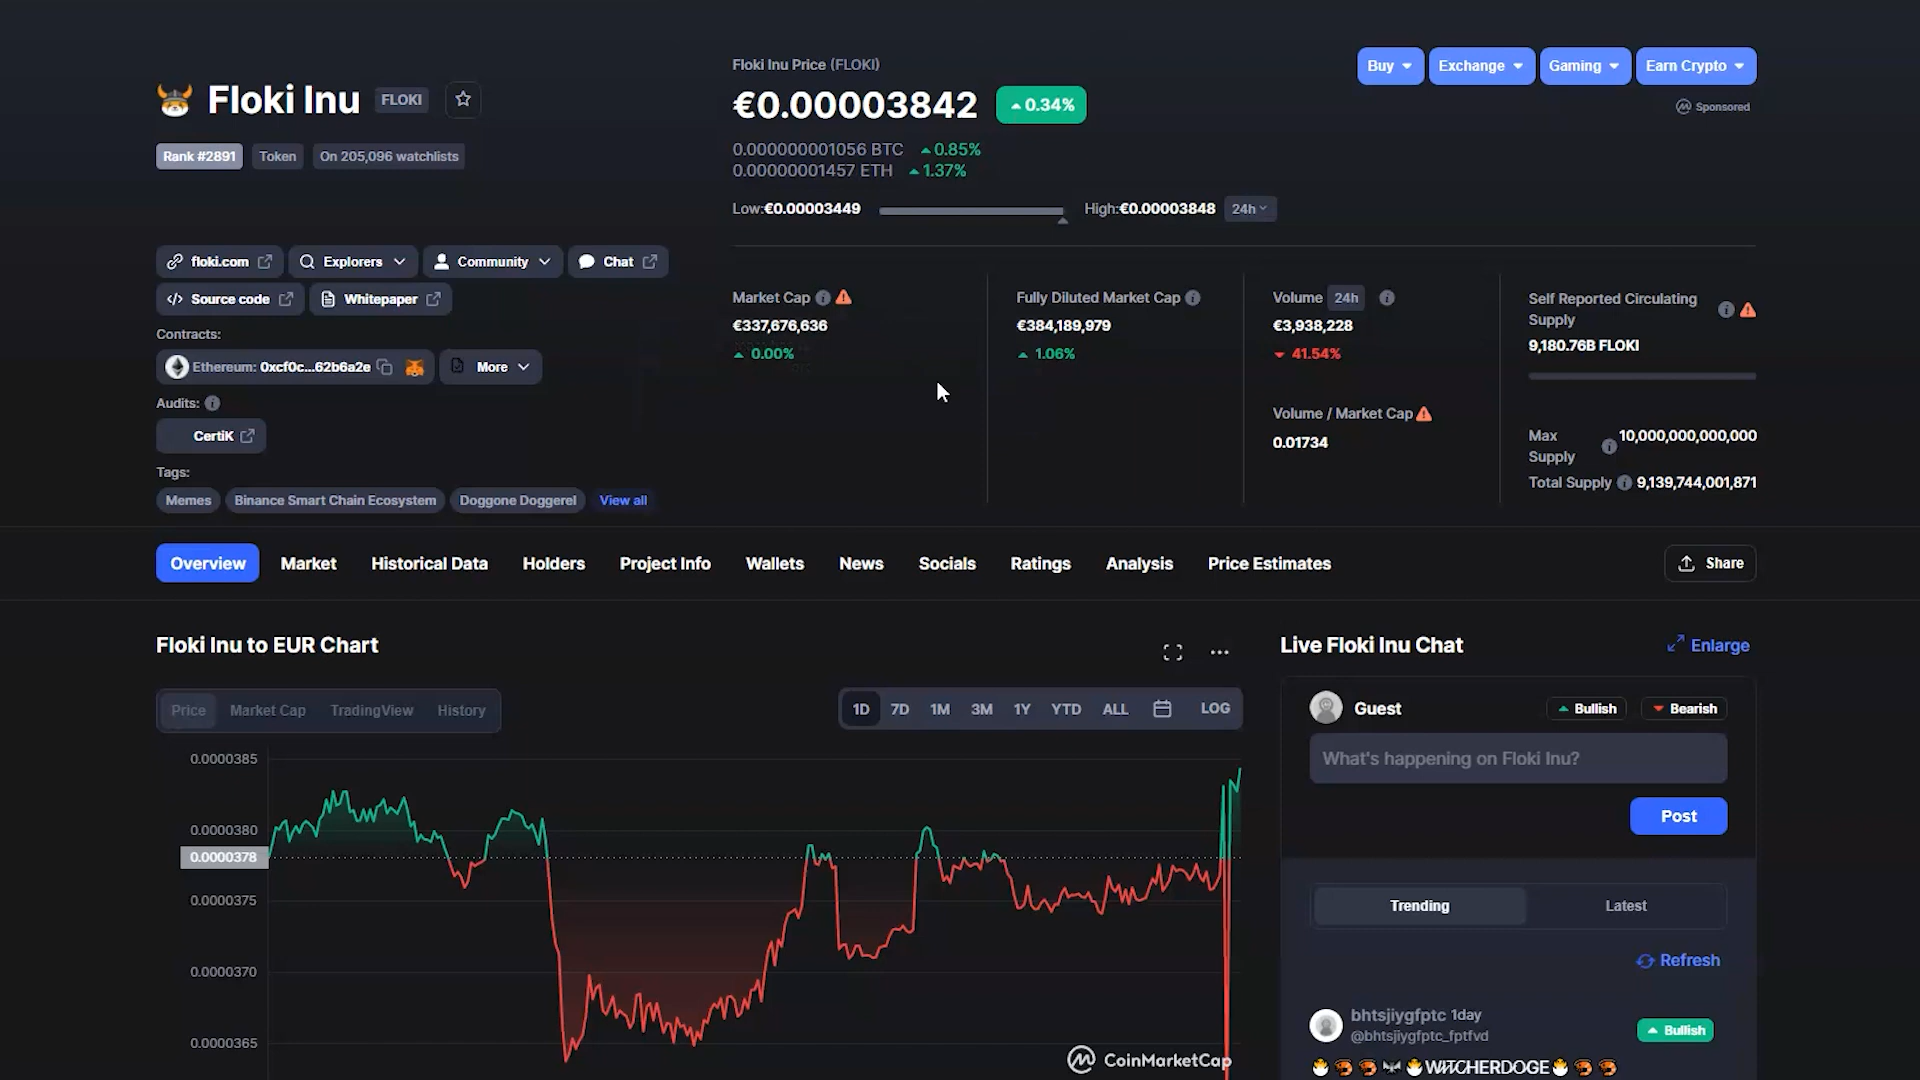 Floki Inu FLOKI
Rank #2891 Token On 205,096 watchlists
Floki Inu Price (FLOKI)
€0.00003842 0.34%
0.000000001056 BTC 0.85%
0.00000001457 ETH 1.37%
Low:€0.00003449 High:€0.00003848 24h
Buy Exchange Gaming Earn Crypto
Sponsored
floki.com Explorers Community Chat
Source code Whitepaper
Contracts:
Ethereum: 0xcf0c...62b6a2e More
Audits:
CertiK
Tags:
Memes Binance Smart Chain Ecosystem Doggone Doggerel View all
Market Cap
€337,676,636
0.00%
Fully Diluted Market Cap
€384,189,979
1.06%
Volume 24h
€3,938,228
41.54%
Volume / Market Cap
0.01734
Self Reported Circulating
Supply
9,180.76B FLOKI
Max
Supply
10,000,000,000,000
Total Supply 9,139,744,001,871
Overview Market Historical Data Holders Project Info Wallets News Socials Ratings Analysis Price Estimates Share
Floki Inu to EUR Chart
Price Market Cap TradingView History
1D 7D 1M 3M 1Y YTD ALL LOG
0.0000385
0.0000380
0.0000378
0.0000375
0.0000370
0.0000365
CoinMarketCap
Live Floki Inu Chat Enlarge
Guest Bullish Bearish
What's happening on Floki Inu?
Post
Trending Latest
Refresh
bhtsjiygfptc 1day
@bhtsjiygfptc_fptfvd
Bullish
WITCHERDOGE